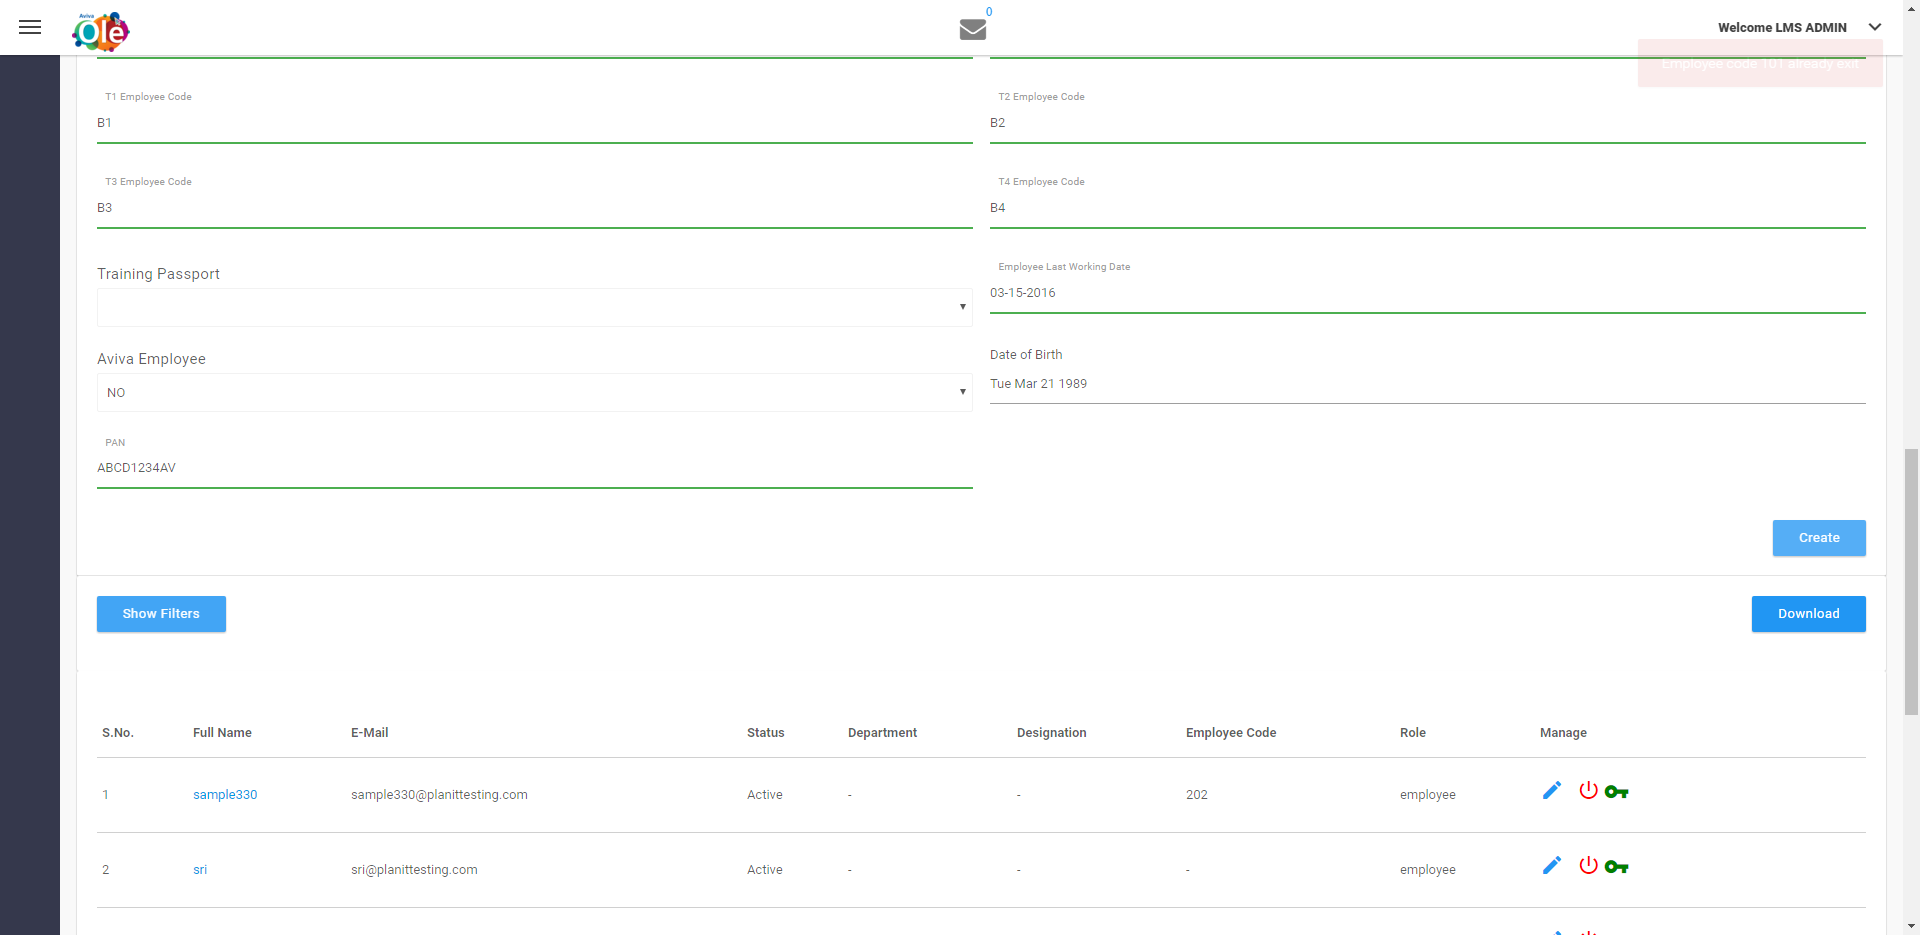 Aviva
Olé
0
Welcome LMS ADMIN
Employee code 101 already exit
T1 Employee Code
T2 Employee Code
B1
B2
T3 Employee Code
T4 Employee Code
B3
B4
Training Passport
Employee Last Working Date
03-15-2016
Aviva Employee
Date of Birth
NO
Tue Mar 21 1989
PAN
ABCD1234AV
Create
Show Filters
Download
S.No. Full Name E-Mail Status Department Designation Employee Code Role Manage
1 sample330 sample330@planittesting.com Active - - 202 employee
2 sri sri@planittesting.com Active - - - employee